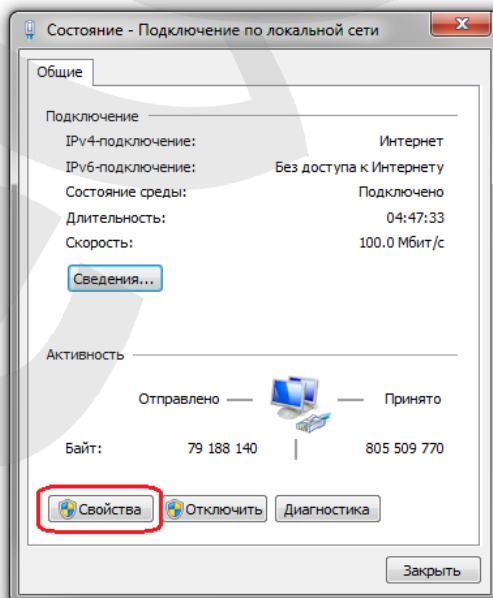 Состояние - Подключение по локальной сети
Общие
Подключение
IPv4-подключение: Интернет
IPv6-подключение: Без доступа к Интернету
Состояние среды: Подключено
Длительность: 04:47:33
Скорость: 100.0 Мбит/с
Сведения...
Активность
Отправлено — — Принято
Байт: 79 188 140 | 805 509 770
Свойства Отключить Диагностика
Закрыть